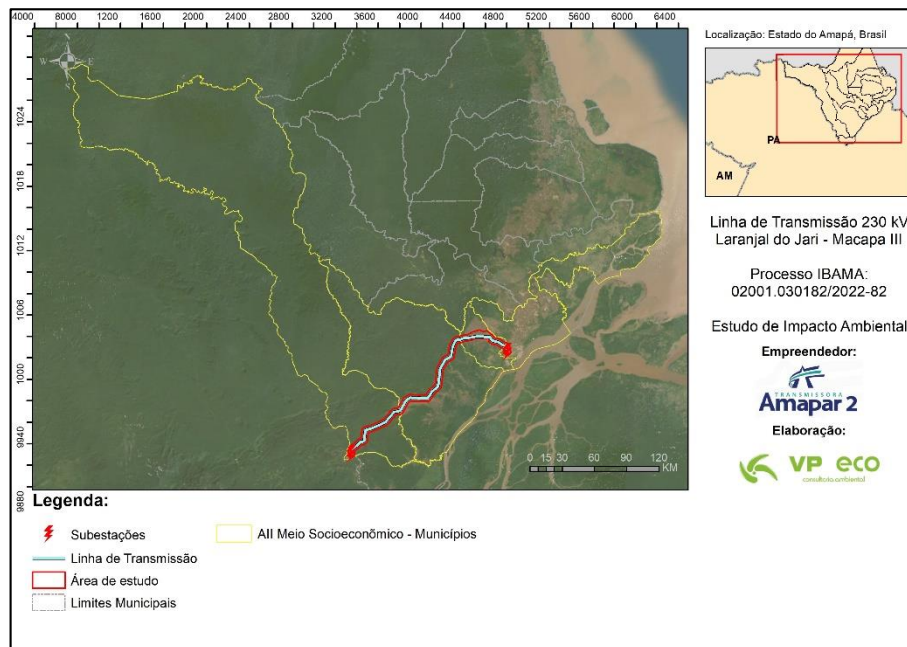 4000 8000 1200 1600 2000 2400 2800 3200 3600 4000 4400 4800 5200 5600 6000 6400
W E
S
1024
1018
1012
1006
1000
9940
9880
0 15 30 60 90 120
KM
Localização: Estado do Amapá, Brasil
PA
AM
Linha de Transmissão 230 kV
Laranjal do Jari - Macapa III
Processo IBAMA:
02001.030182/2022-82
Estudo de Impacto Ambiental
Empreendedor:
TRANSMISSORA
Amapar 2
Elaboração:
VP eco
consultoria ambiental
Legenda:
Subestações
Linha de Transmissão
Área de estudo
Limites Municipais
AII Meio Socioeconômico - Municípios